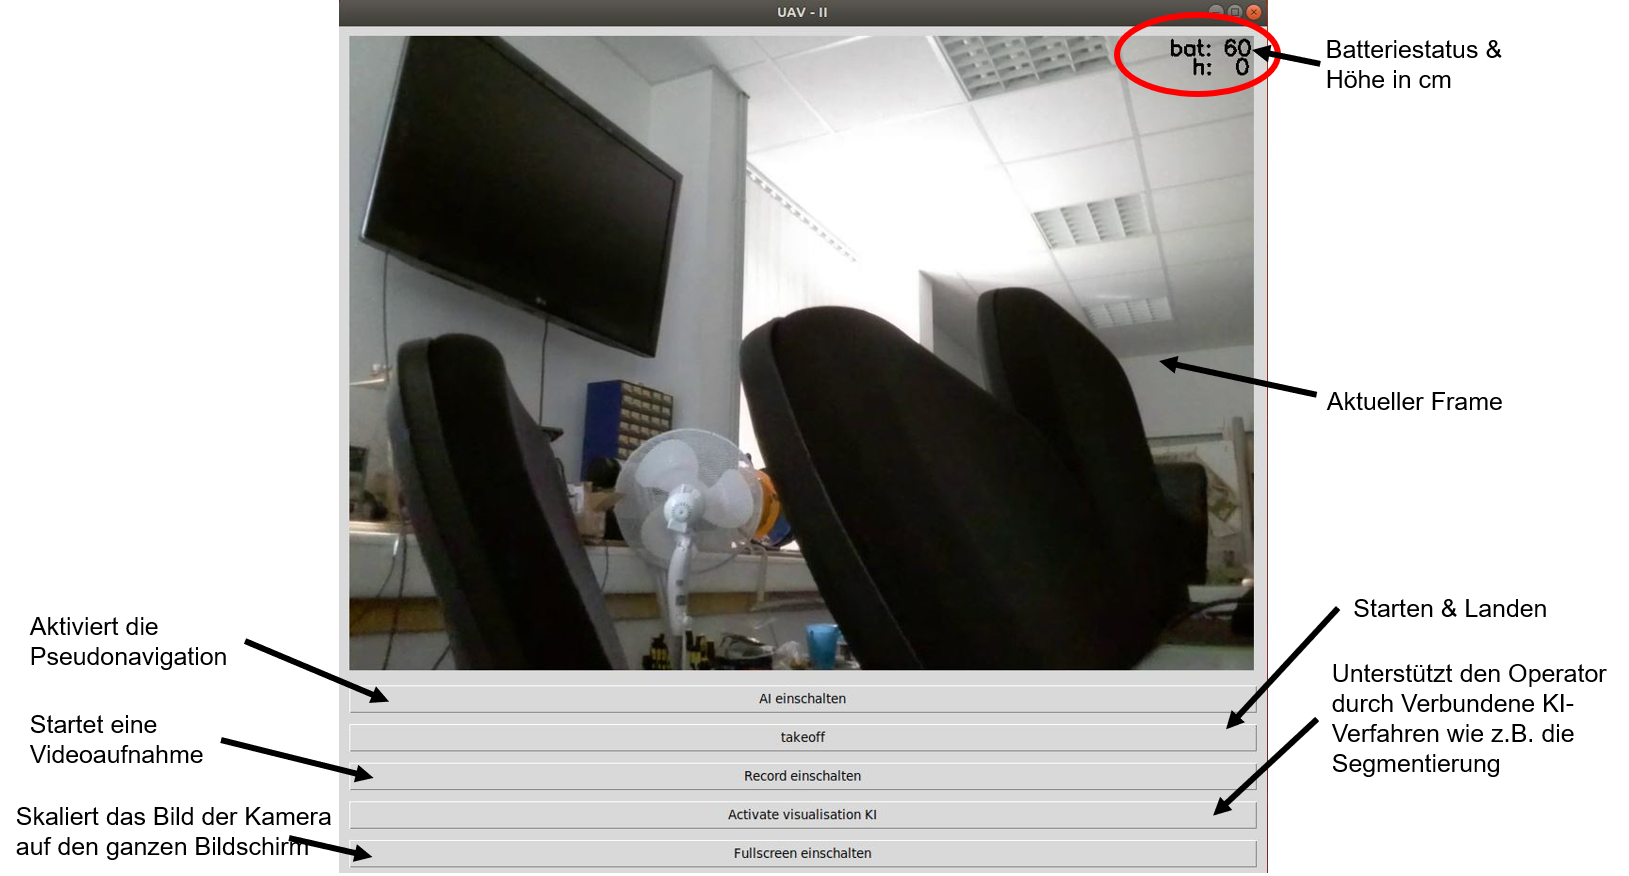 UAV - II
bat: 60
h: 0
Batteriestatus &
Höhe in cm
Aktueller Frame
Aktiviert die
Pseudonavigation
Startet eine
Videoaufnahme
Skaliert das Bild der Kamera
auf den ganzen Bildschirm
AI einschalten
takeoff
Record einschalten
Activate visualisation KI
Fullscreen einschalten
Starten & Landen
Unterstützt den Operator
durch Verbundene KI-
Verfahren wie z.B. die
Segmentierung